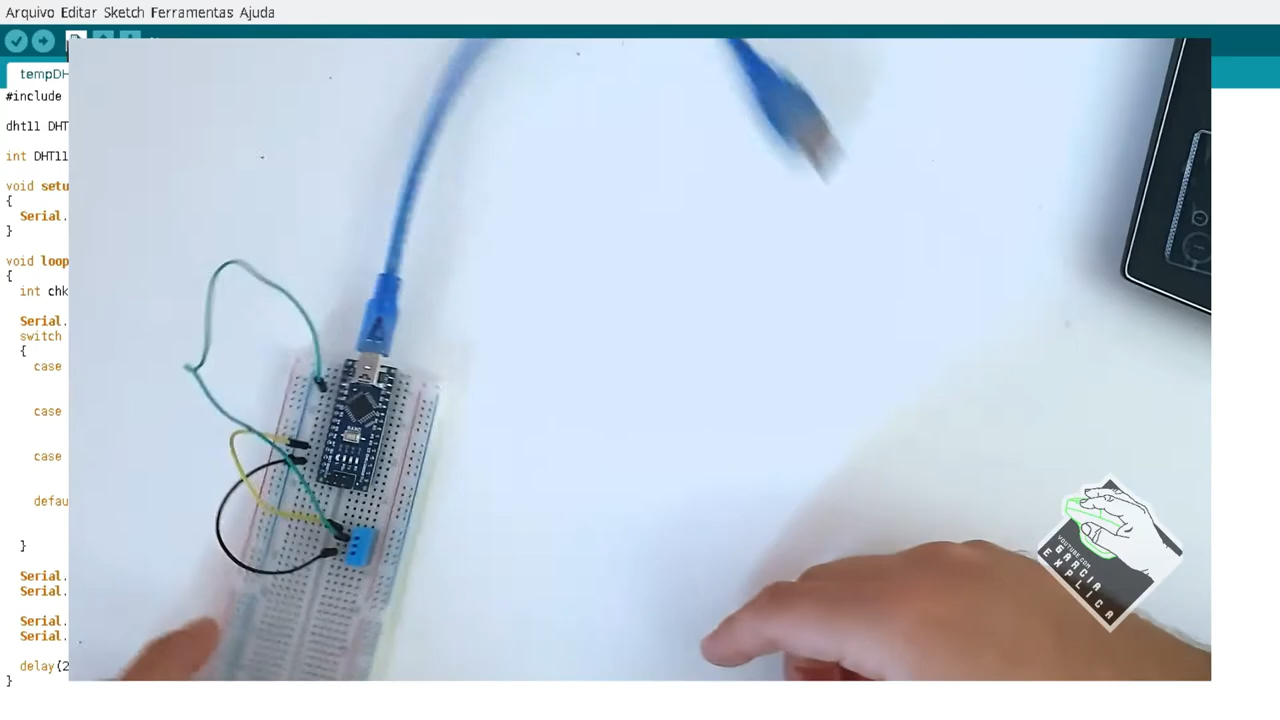 Arquivo Editar Sketch Ferramentas Ajuda
tempDH
#include
dht11 DHT
int DHT11
void setu
{
Serial.
}
void loop
{
int chk
Serial.
switch
{
case
case
case
defau
}
Serial.
Serial.
Serial.
Serial.
delay(2
}
YOUTUBE.COM
GARCIA
EXPLICA